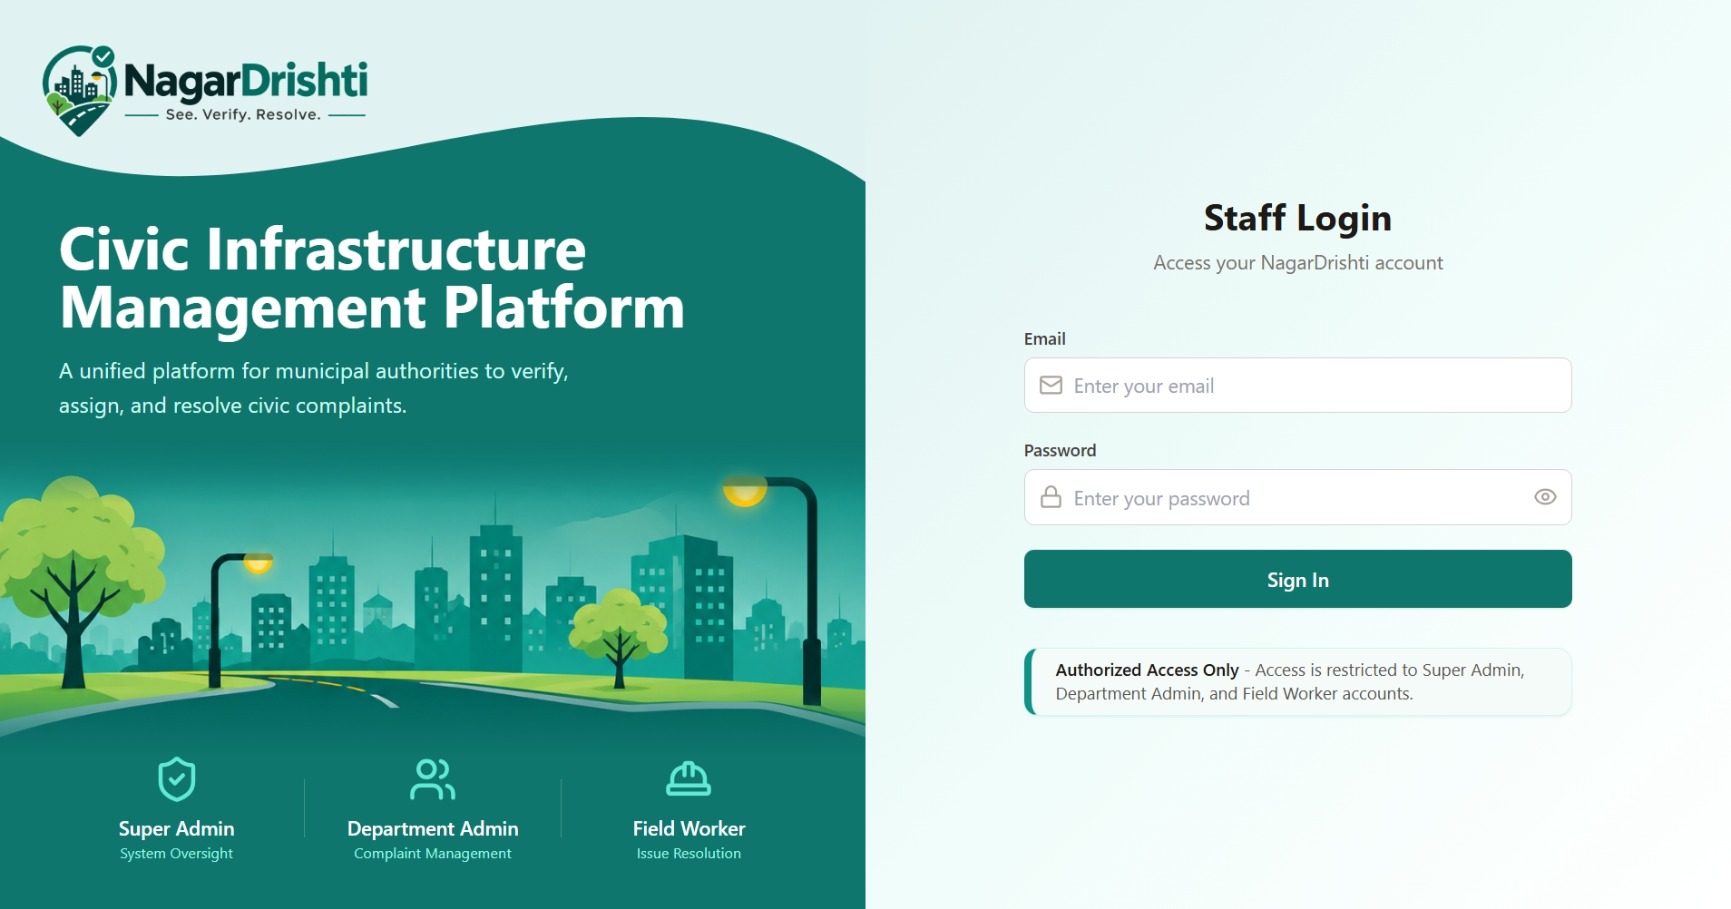 NagarDrishti
See. Verify. Resolve.
Civic Infrastructure
Management Platform
A unified platform for municipal authorities to verify,
assign, and resolve civic complaints.
Super Admin
System Oversight
Department Admin
Complaint Management
Field Worker
Issue Resolution
Staff Login
Access your NagarDrishti account
Email
Enter your email
Password
Enter your password
Sign In
Authorized Access Only - Access is restricted to Super Admin,
Department Admin, and Field Worker accounts.